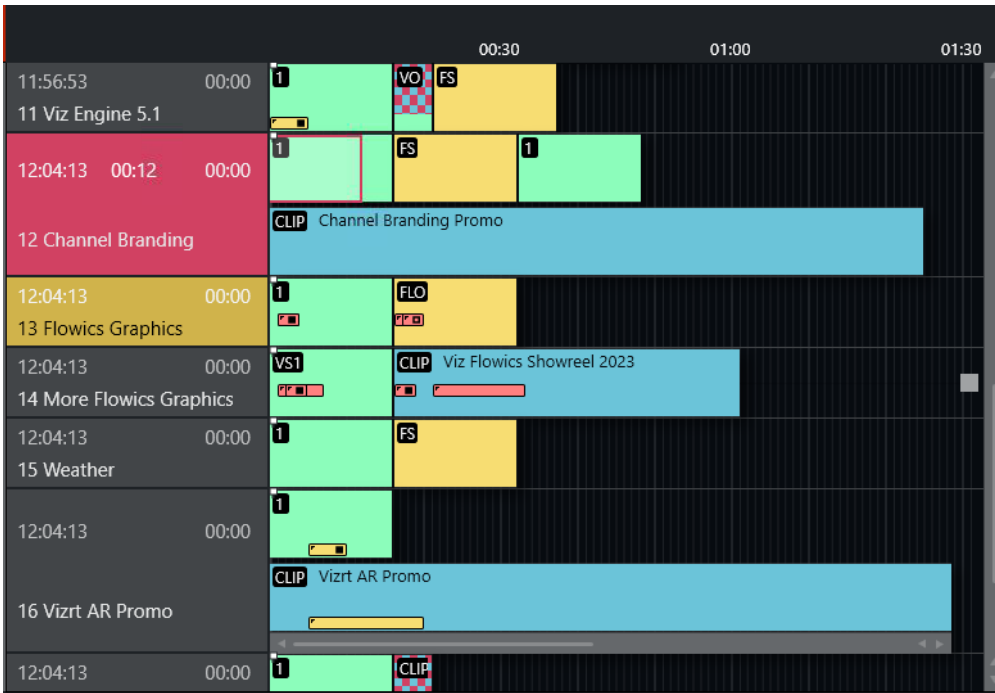 00:30 01:00 01:30
11:56:53 00:00 1 VO FS
11 Viz Engine 5.1
12:04:13 00:12 00:00 1 FS 1
CLIP Channel Branding Promo
12 Channel Branding
12:04:13 00:00 1 FLO
13 Flowics Graphics
12:04:13 00:00 VS1 CLIP Viz Flowics Showreel 2023
14 More Flowics Graphics
12:04:13 00:00 1 FS
15 Weather
1
12:04:13 00:00
CLIP Vizrt AR Promo
16 Vizrt AR Promo
12:04:13 00:00 1 CLIP